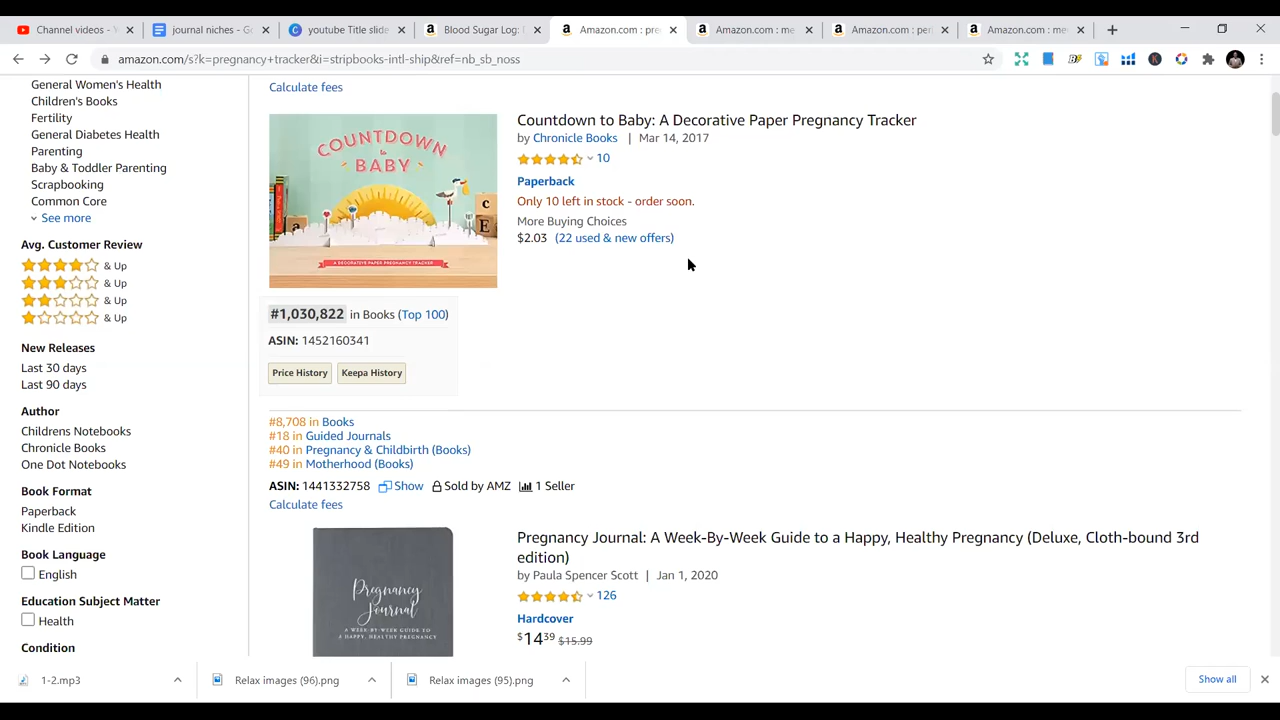 Channel videos - Y
journal niches - G
youtube Title slide
Blood Sugar Log: 
Amazon.com : pre
Amazon.com : me
Amazon.com : per
Amazon.com : me
amazon.com/s?k=pregnancy+tracker&i=stripbooks-intl-ship&ref=nb_sb_noss
General Women's Health
Children's Books
Fertility
General Diabetes Health
Parenting
Baby & Toddler Parenting
Scrapbooking
Common Core
See more
Avg. Customer Review
& Up
& Up
& Up
& Up
New Releases
Last 30 days
Last 90 days
Author
Childrens Notebooks
Chronicle Books
One Dot Notebooks
Book Format
Paperback
Kindle Edition
Book Language
English
Education Subject Matter
Health
Condition
Calculate fees
COUNTDOWN
to
BABY
a
c
E
A DECORATIVE PAPER PREGNANCY TRACKER
Countdown to Baby: A Decorative Paper Pregnancy Tracker
by Chronicle Books | Mar 14, 2017
10
Paperback
Only 10 left in stock - order soon.
More Buying Choices
$2.03 (22 used & new offers)
#1,030,822 in Books (Top 100)
ASIN: 1452160341
Price History
Keepa History
#8,708 in Books
#18 in Guided Journals
#40 in Pregnancy & Childbirth (Books)
#49 in Motherhood (Books)
ASIN: 1441332758 Show Sold by AMZ 1 Seller
Calculate fees
Pregnancy
Journal
A WEEK-BY-WEEK GUIDE TO
A HAPPY, HEALTHY PREGNANCY
Pregnancy Journal: A Week-By-Week Guide to a Happy, Healthy Pregnancy (Deluxe, Cloth-bound 3rd
edition)
by Paula Spencer Scott | Jan 1, 2020
126
Hardcover
$14 39 $15.99
1-2.mp3
Relax images (96).png
Relax images (95).png
Show all